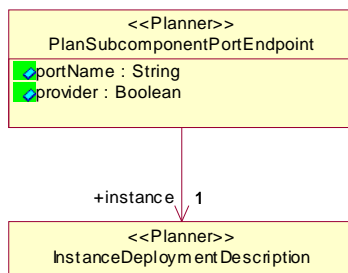 <<Planner>>
PlanSubcomponentPortEndpoint
portName : String
provider : Boolean
+instance 1
<<Planner>>
InstanceDeploymentDescription